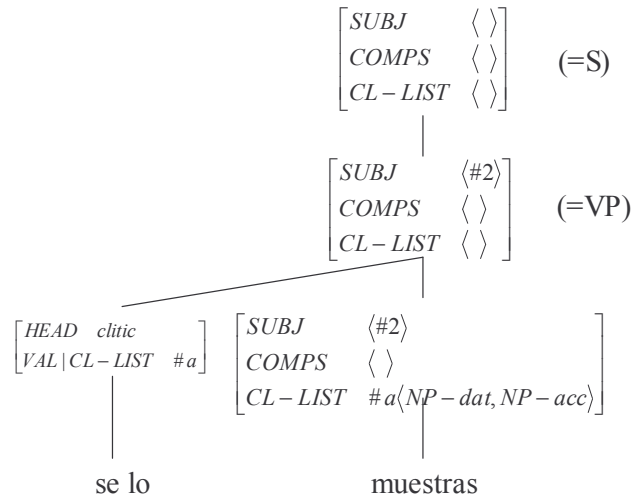 SUBJ ⟨ ⟩
COMPS ⟨ ⟩ (=S)
CL – LIST ⟨ ⟩
SUBJ ⟨#2⟩
COMPS ⟨ ⟩ (=VP)
CL – LIST ⟨ ⟩
HEAD clitic
VAL | CL – LIST #a
SUBJ ⟨#2⟩
COMPS ⟨ ⟩
CL – LIST #a⟨NP – dat, NP – acc⟩
se lo muestras